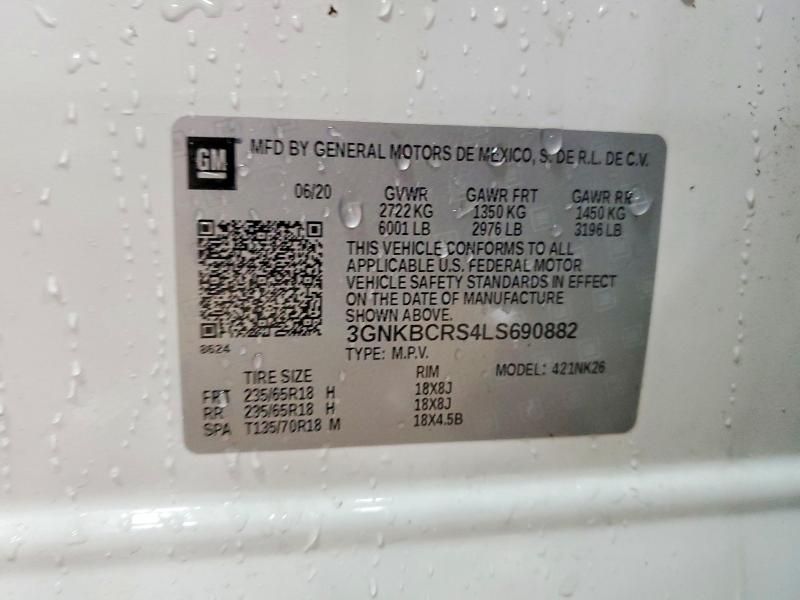 GM
MFD BY GENERAL MOTORS DE MEXICO, S. DE R.L. DE C.V.
06/20 GVWR GAWR FRT GAWR RR
2722 KG 1350 KG 1450 KG
6001 LB 2976 LB 3196 LB
THIS VEHICLE CONFORMS TO ALL
APPLICABLE U.S. FEDERAL MOTOR
VEHICLE SAFETY STANDARDS IN EFFECT
ON THE DATE OF MANUFACTURE
SHOWN ABOVE.
3GNKBCRS4LS690882
8624
TYPE: M.P.V. MODEL: 421NK26
TIRE SIZE RIM
FRT 235/65R18 H 18X8J
RR 235/65R18 H 18X8J
SPA T135/70R18 M 18X4.5B